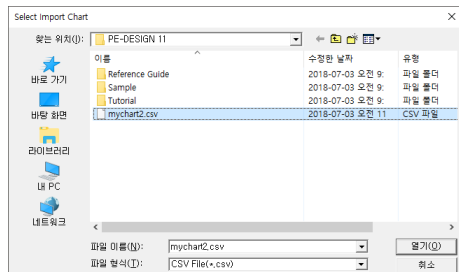 Select Import Chart
찾는 위치(I): PE-DESIGN 11
이름 수정한 날짜 유형
Reference Guide 2018-07-03 오전 9: 파일 폴더
Sample 2018-07-03 오전 9: 파일 폴더
Tutorial 2018-07-03 오전 9: 파일 폴더
mychart2.csv 2018-07-03 오전 11 CSV 파일
바로 가기
바탕 화면
라이브러리
내 PC
네트워크
파일 이름(N): mychart2.csv 열기(O)
파일 형식(T): CSV File(*.csv) 취소